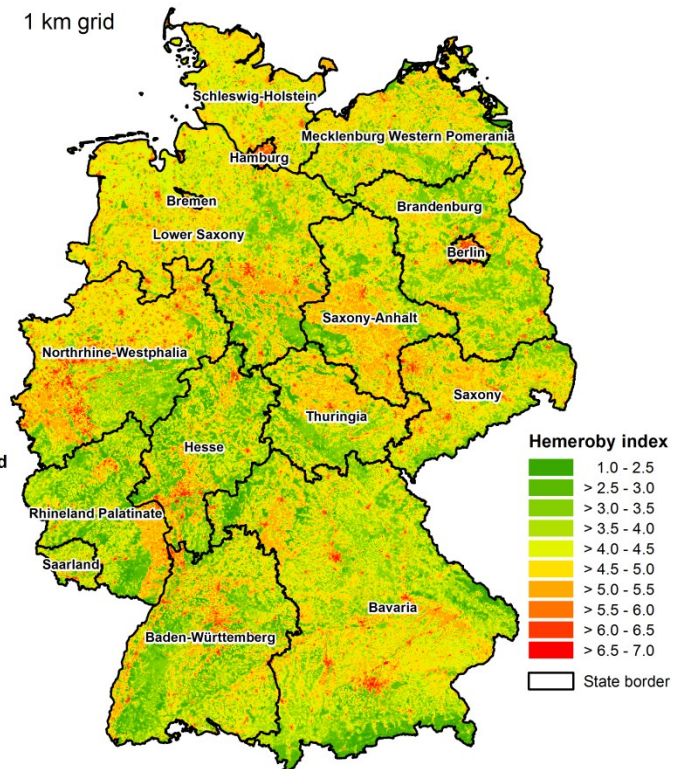 1 km grid
Schleswig-Holstein
Mecklenburg Western Pomerania
Hamburg
Bremen
Brandenburg
Lower Saxony
Berlin
Saxony-Anhalt
Northrhine-Westphalia
Saxony
Thuringia
Hesse
d
Rhineland Palatinate
Saarland
Bavaria
Baden-Württemberg
Hemeroby index
1.0 - 2.5
> 2.5 - 3.0
> 3.0 - 3.5
> 3.5 - 4.0
> 4.0 - 4.5
> 4.5 - 5.0
> 5.0 - 5.5
> 5.5 - 6.0
> 6.0 - 6.5
> 6.5 - 7.0
State border